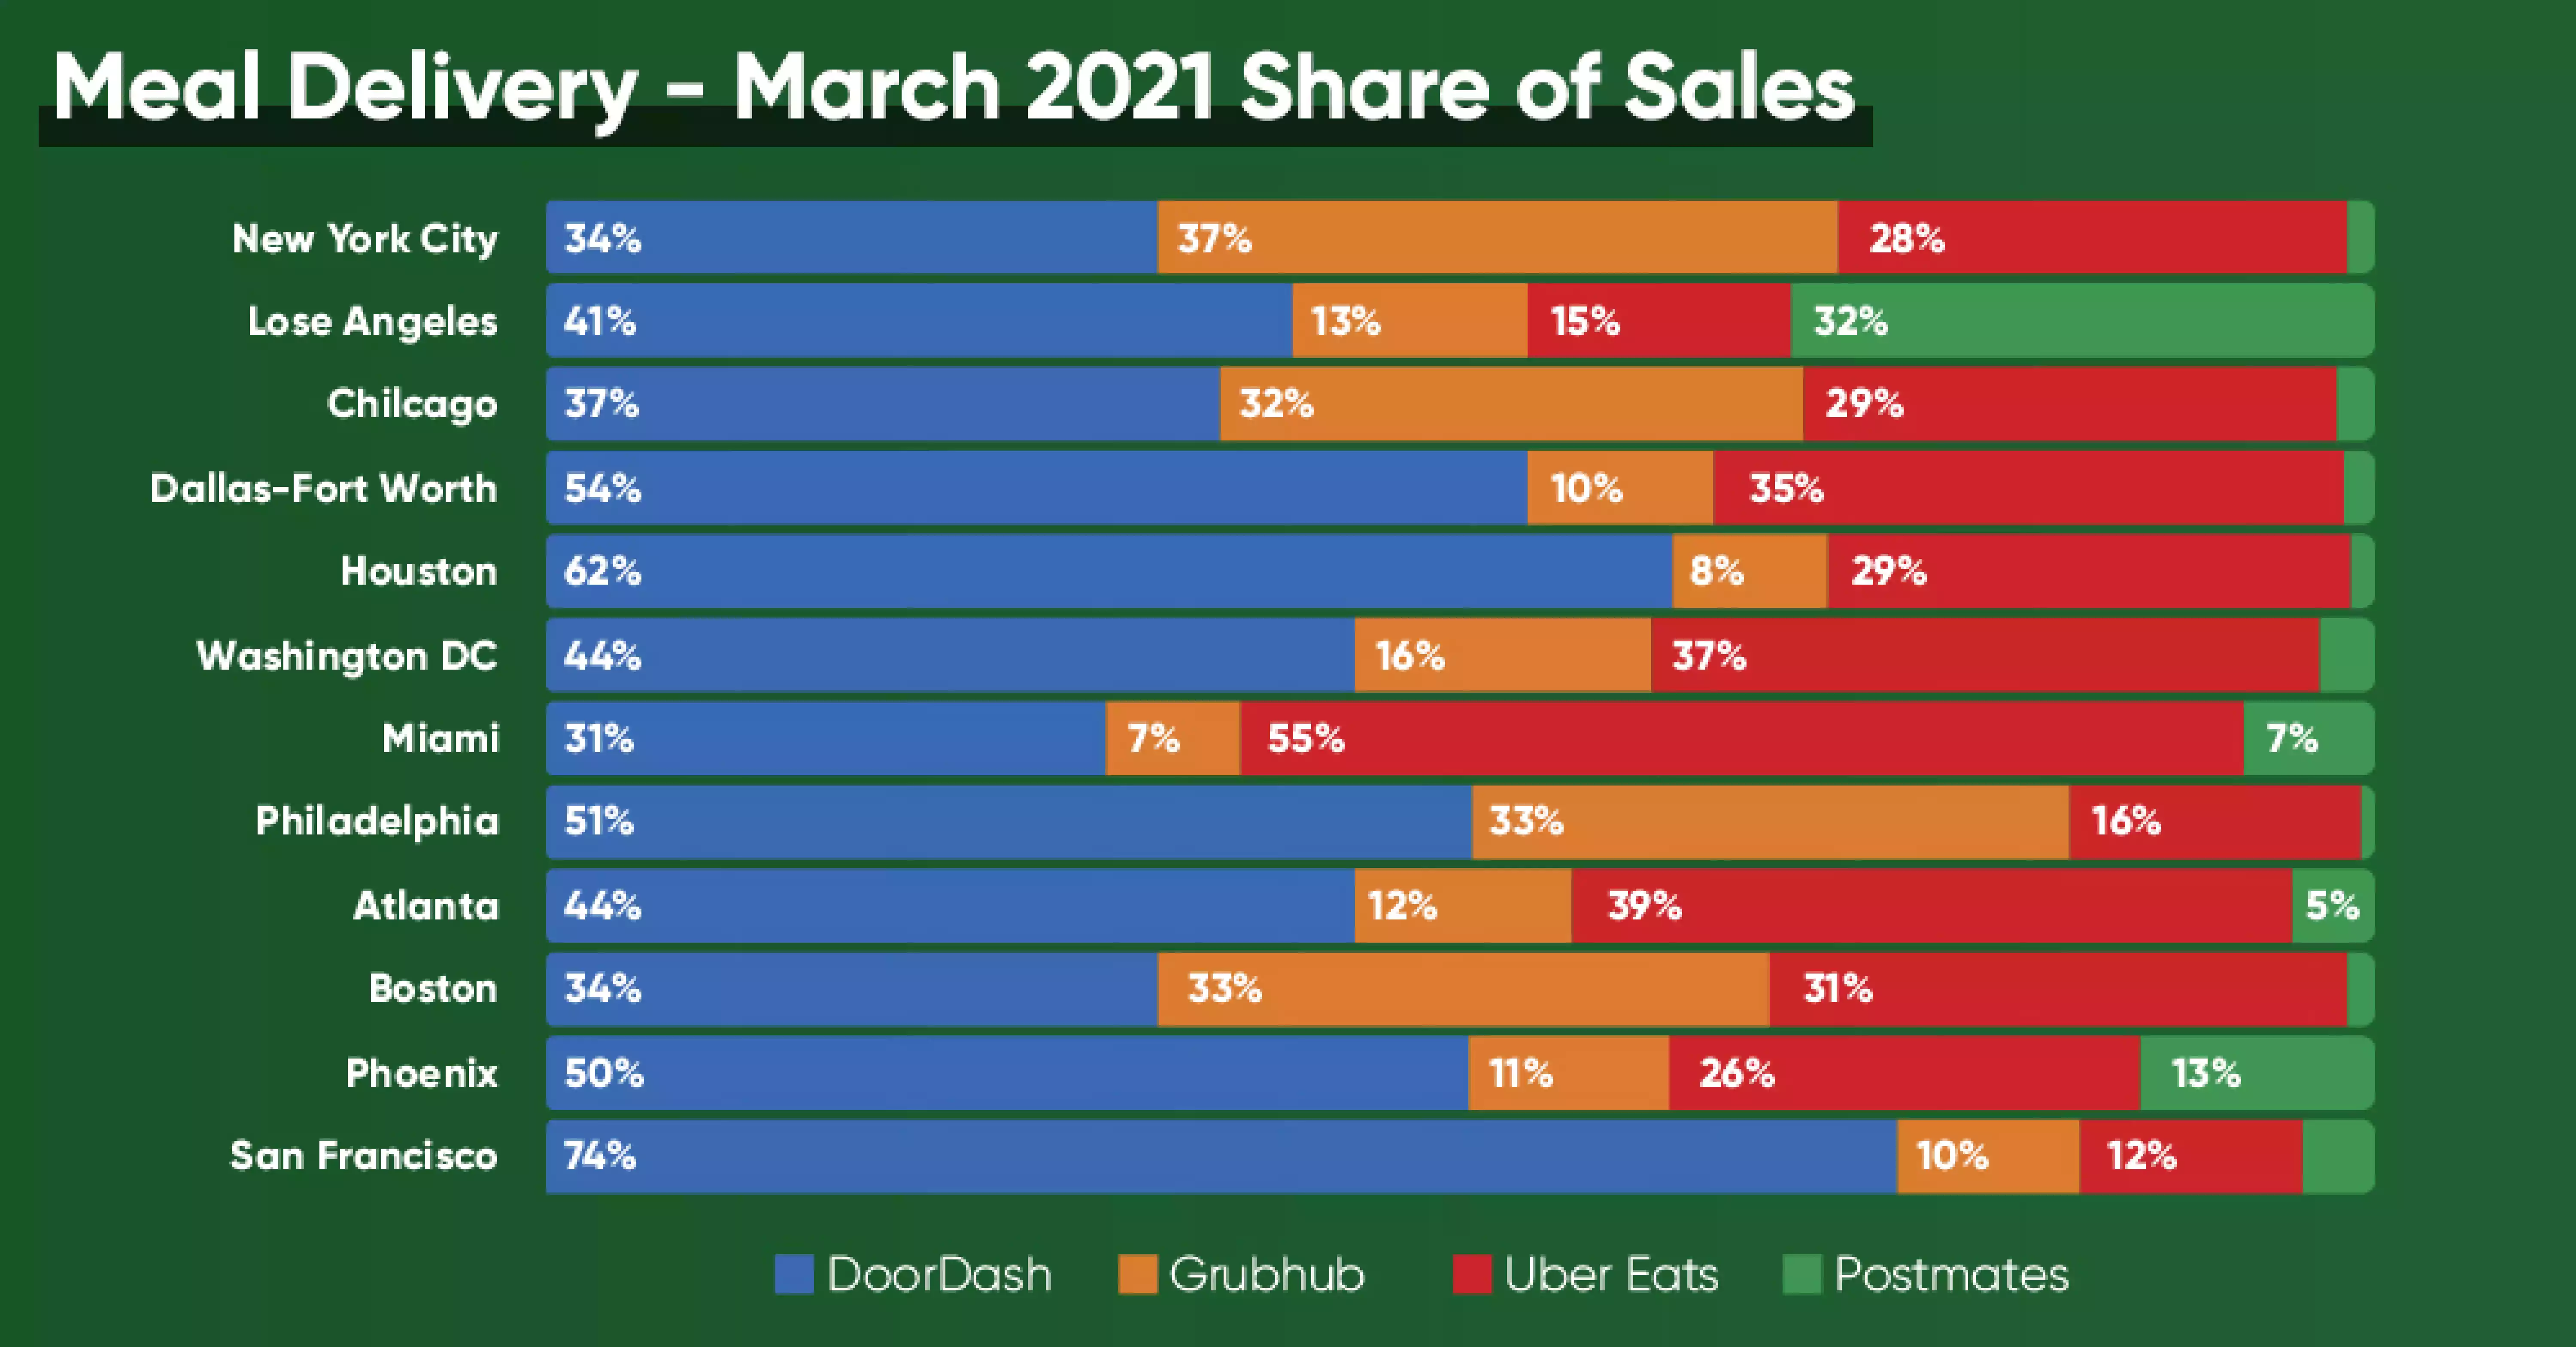 Meal Delivery - March 2021 Share of Sales
New York City 34% 37% 28%
Lose Angeles 41% 13% 15% 32%
Chilcago 37% 32% 29%
Dallas-Fort Worth 54% 10% 35%
Houston 62% 8% 29%
Washington DC 44% 16% 37%
Miami 31% 7% 55% 7%
Philadelphia 51% 33% 16%
Atlanta 44% 12% 39% 5%
Boston 34% 33% 31%
Phoenix 50% 11% 26% 13%
San Francisco 74% 10% 12%
DoorDash Grubhub Uber Eats Postmates